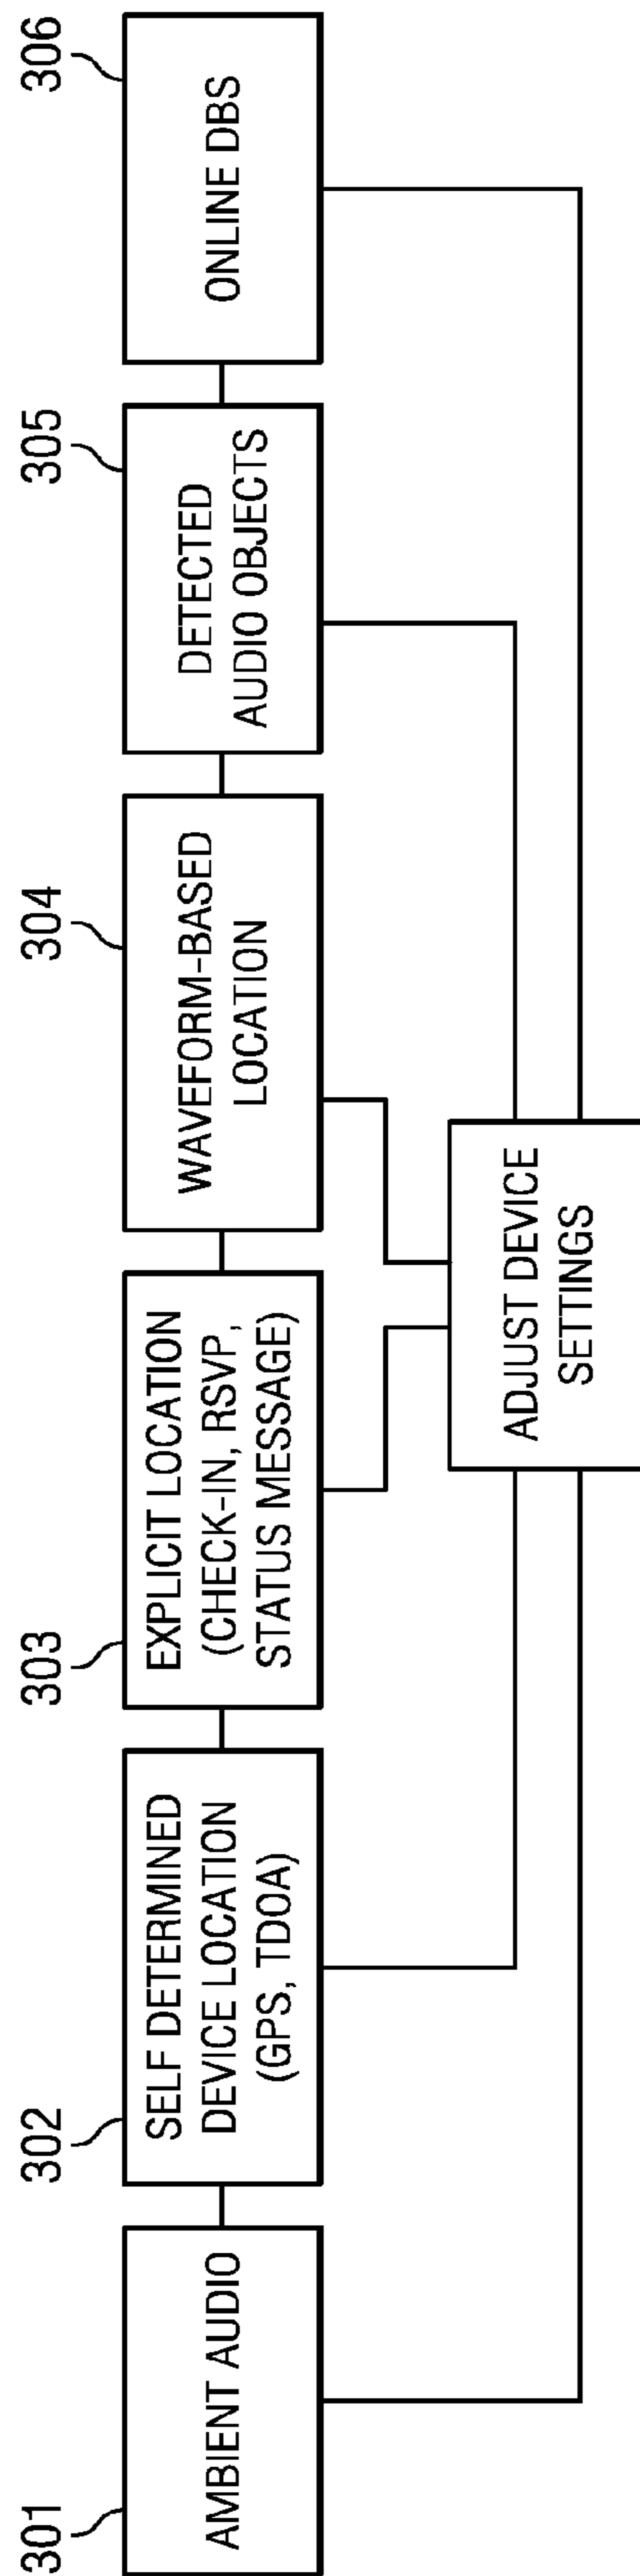 301
AMBIENT AUDIO
302
SELF DETERMINED
DEVICE LOCATION
(GPS, TDOA)
303
EXPLICIT LOCATION
(CHECK-IN, RSVP,
STATUS MESSAGE)
304
WAVEFORM-BASED
LOCATION
305
DETECTED
AUDIO OBJECTS
306
ONLINE DBS
ADJUST DEVICE
SETTINGS